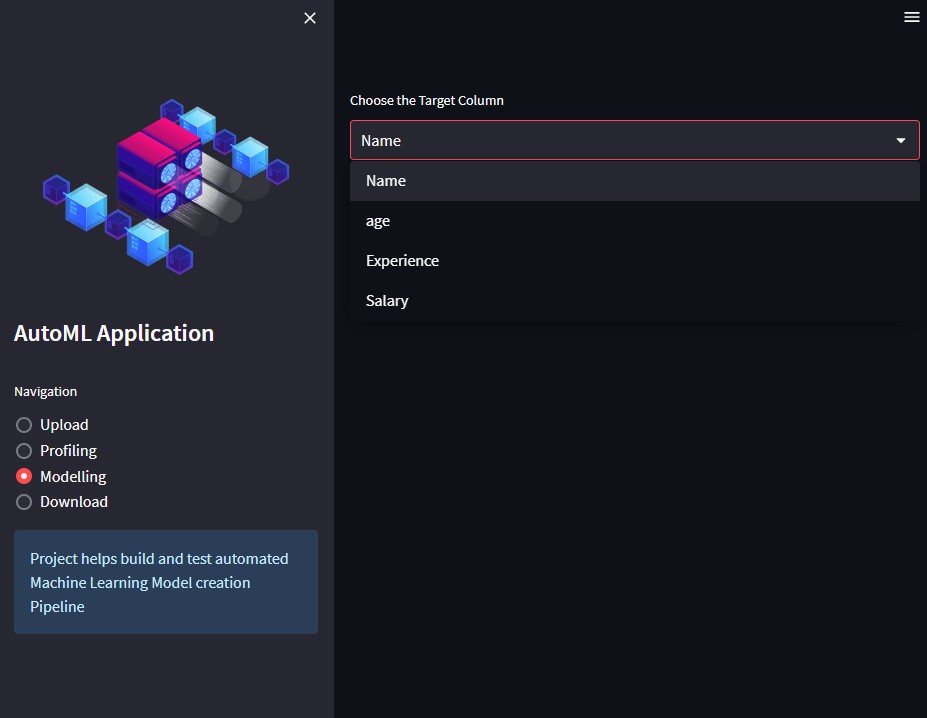 AutoML Application
Navigation
Upload
Profiling
Modelling
Download
Project helps build and test automated
Machine Learning Model creation
Pipeline
Choose the Target Column
Name
Name
age
Experience
Salary